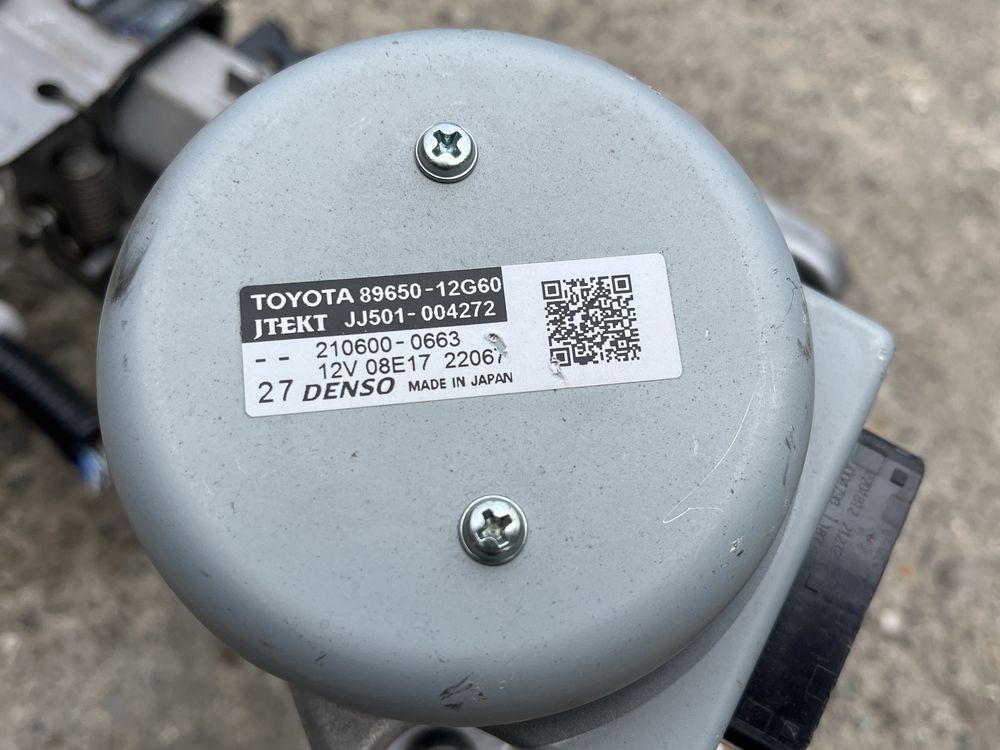 TOYOTA 89650-12G60
JTEKT JJ501-004272
-- 210600-0663
12V 08E17 22067
27 DENSO MADE IN JAPAN